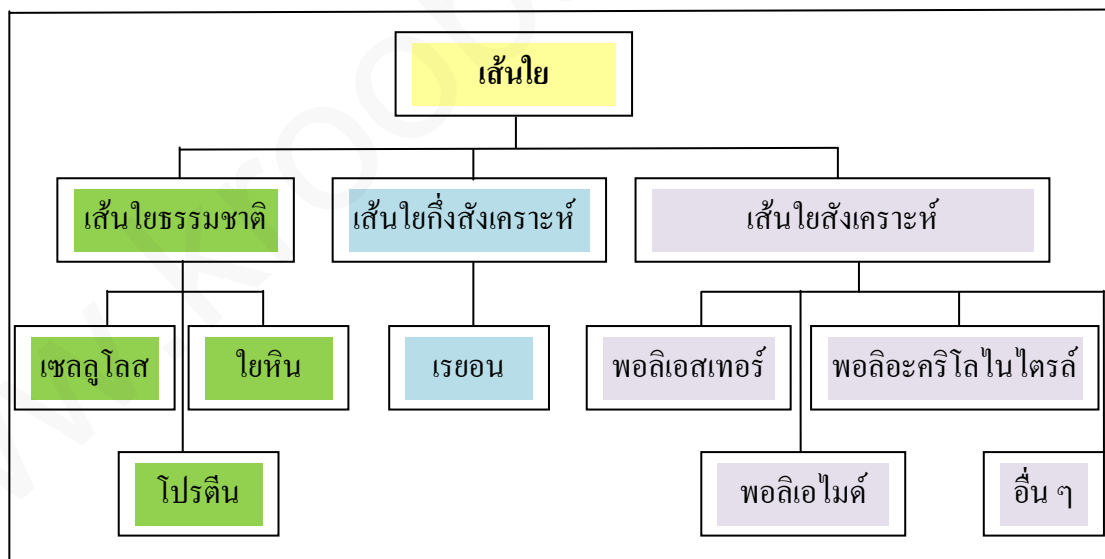 เส้นใย
เส้นใยธรรมชาติ
เส้นใยกึ่งสังเคราะห์
เส้นใยสังเคราะห์
เซลลูโลส
ใยหิน
เรยอน
พอลิเอสเทอร์
พอลิอะคริโลไนไตรล์
โปรตีน
พอลิเอไมด์
อื่น ๆ